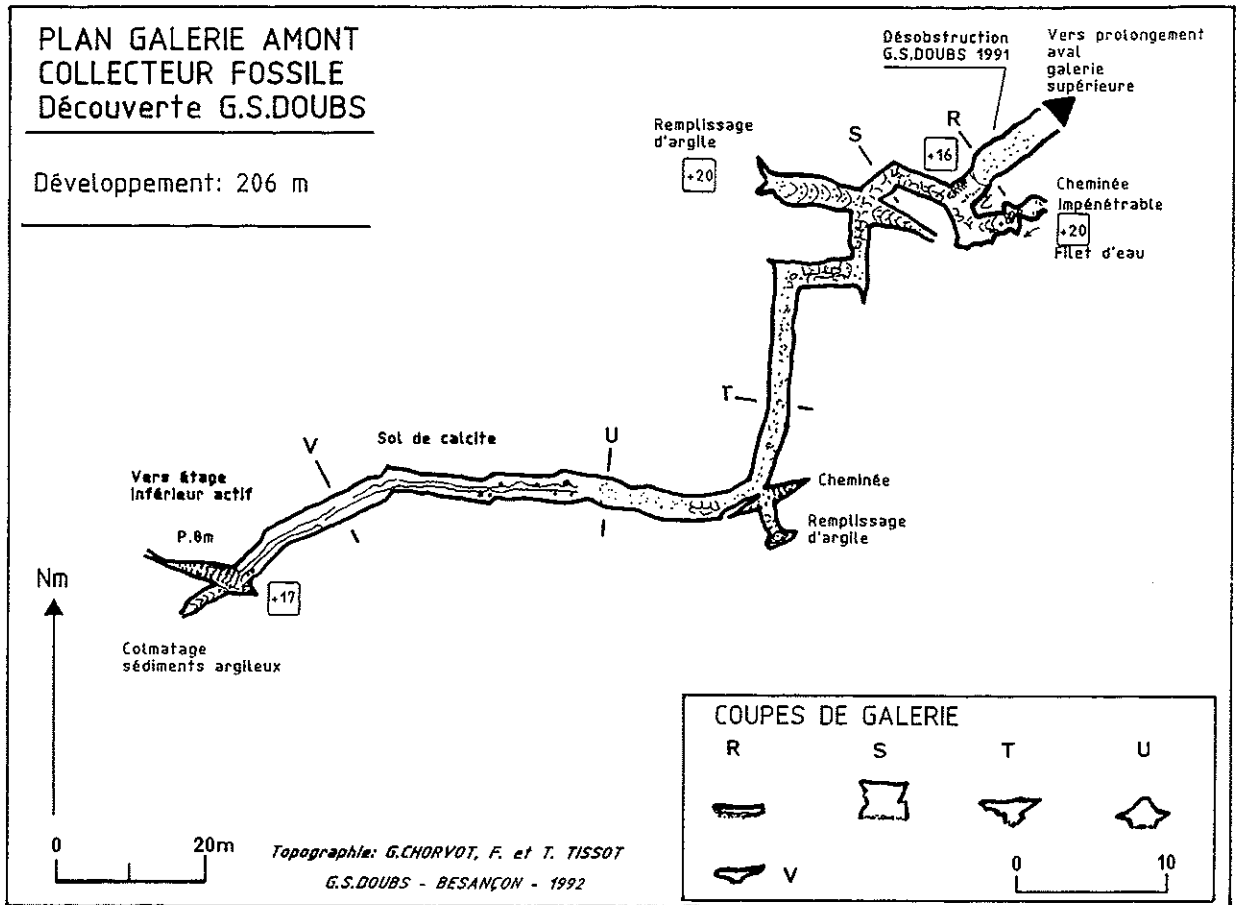 PLAN GALERIE AMONT
COLLECTEUR FOSSILE
Découverte G.S.DOUBS
Développement: 206 m
Désobstruction
G.S.DOUBS 1991
Vers prolongement
aval
galerie
supérieure
Remplissage
d'argile
+20
S
R
+16
Cheminée
Impénétrable
+20
Filet d'eau
T
V
Sol de calcite
U
Vers Étage
Inférieur actif
Cheminée
Remplissage
d'argile
P.8m
+17
Nm
Colmatage
sédiments argileux
0 20m
Topographie: G.CHORVOT, F. et T. TISSOT
G.S.DOUBS - BESANÇON - 1992
COUPES DE GALERIE
R S T U
V
0 10